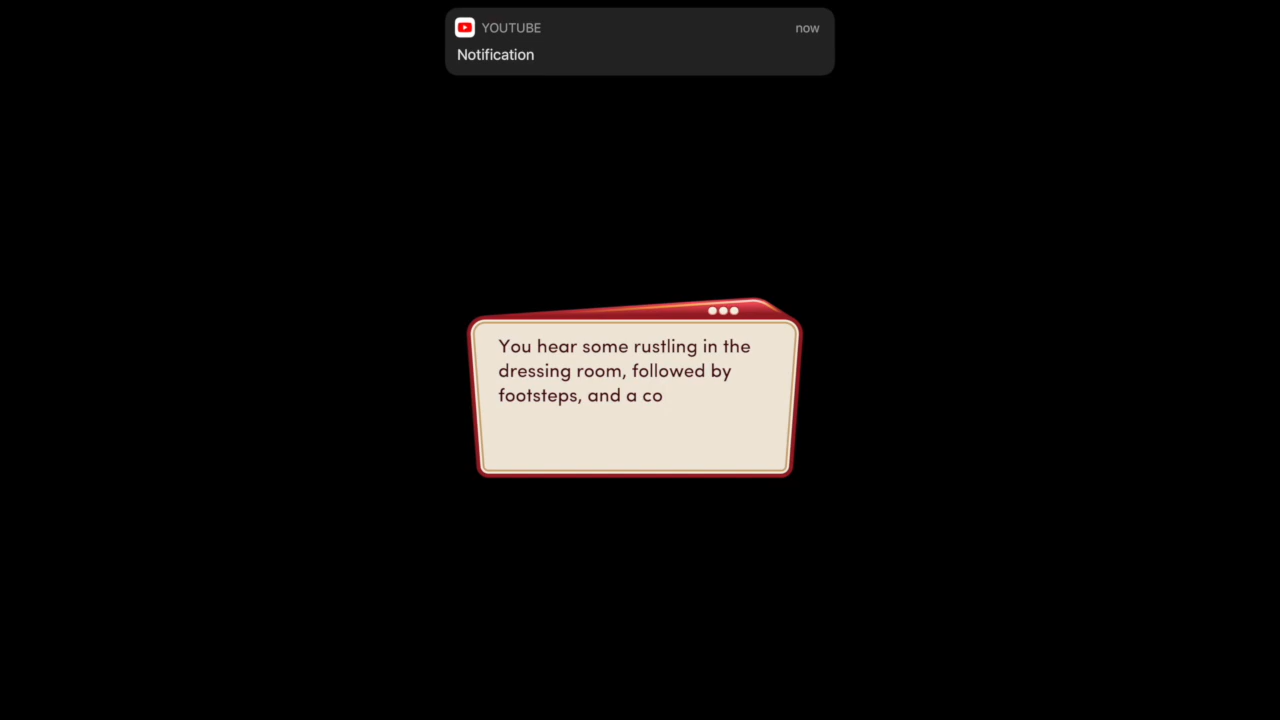 YOUTUBE now
Notification
You hear some rustling in the
dressing room, followed by
footsteps, and a co